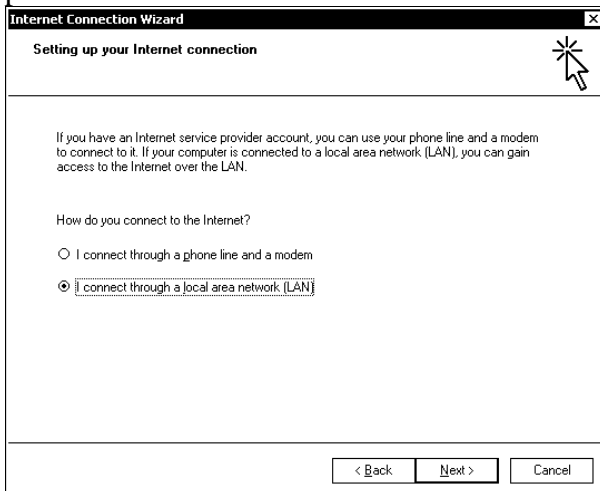 Internet Connection Wizard
Setting up your Internet connection
If you have an Internet service provider account, you can use your phone line and a modem
to connect to it. If your computer is connected to a local area network (LAN), you can gain
access to the Internet over the LAN.
How do you connect to the Internet?
I connect through a phone line and a modem
I connect through a local area network (LAN)
< Back Next > Cancel